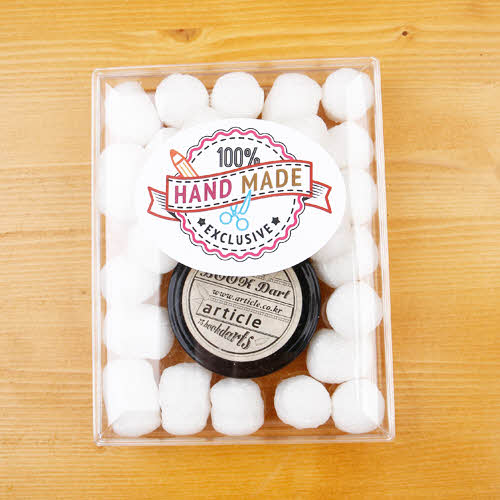 100%
HAND MADE
EXCLUSIVE
BOOK Dart
www.article.co.kr
article
bookdarts